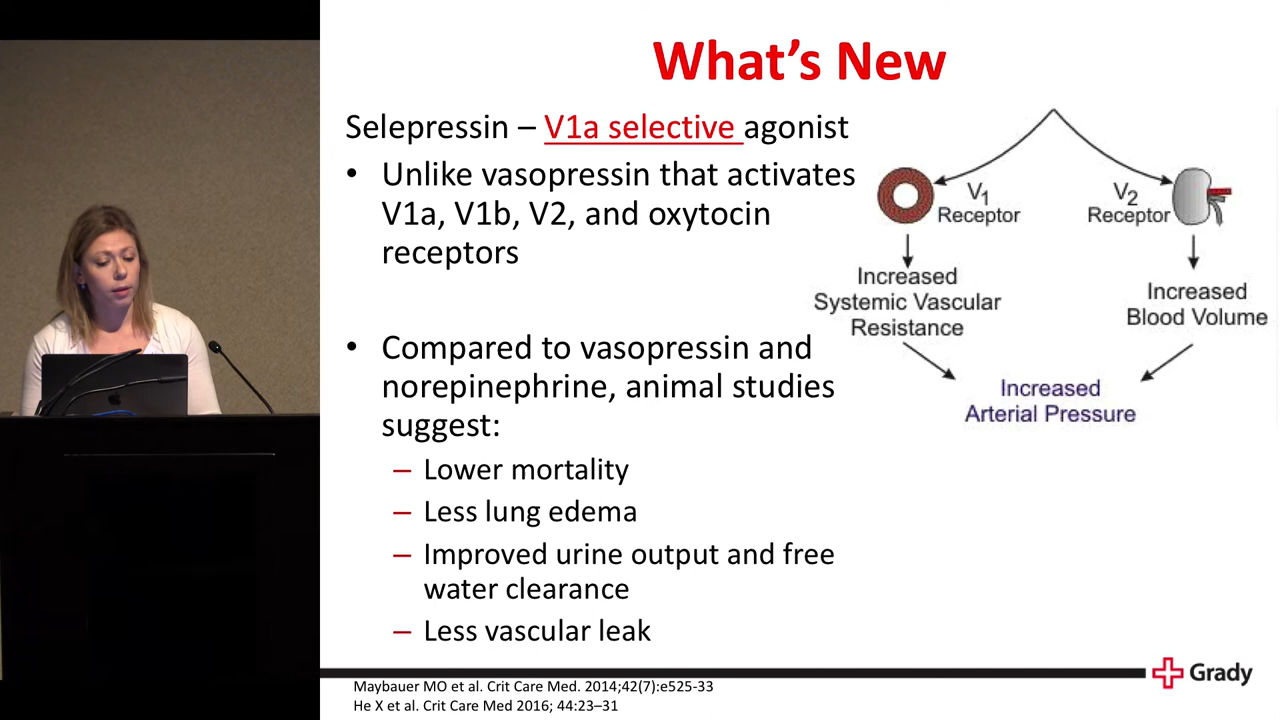 What's New
Selepressin – V1a selective agonist
• Unlike vasopressin that activates
V1a, V1b, V2, and oxytocin
receptors
• Compared to vasopressin and
norepinephrine, animal studies
suggest:
– Lower mortality
– Less lung edema
– Improved urine output and free
water clearance
– Less vascular leak
V1
Receptor
V2
Receptor
Increased
Systemic Vascular
Resistance
Increased
Blood Volume
Increased
Arterial Pressure
Grady
Maybauer MO et al. Crit Care Med. 2014;42(7):e525-33
He X et al. Crit Care Med 2016; 44:23–31